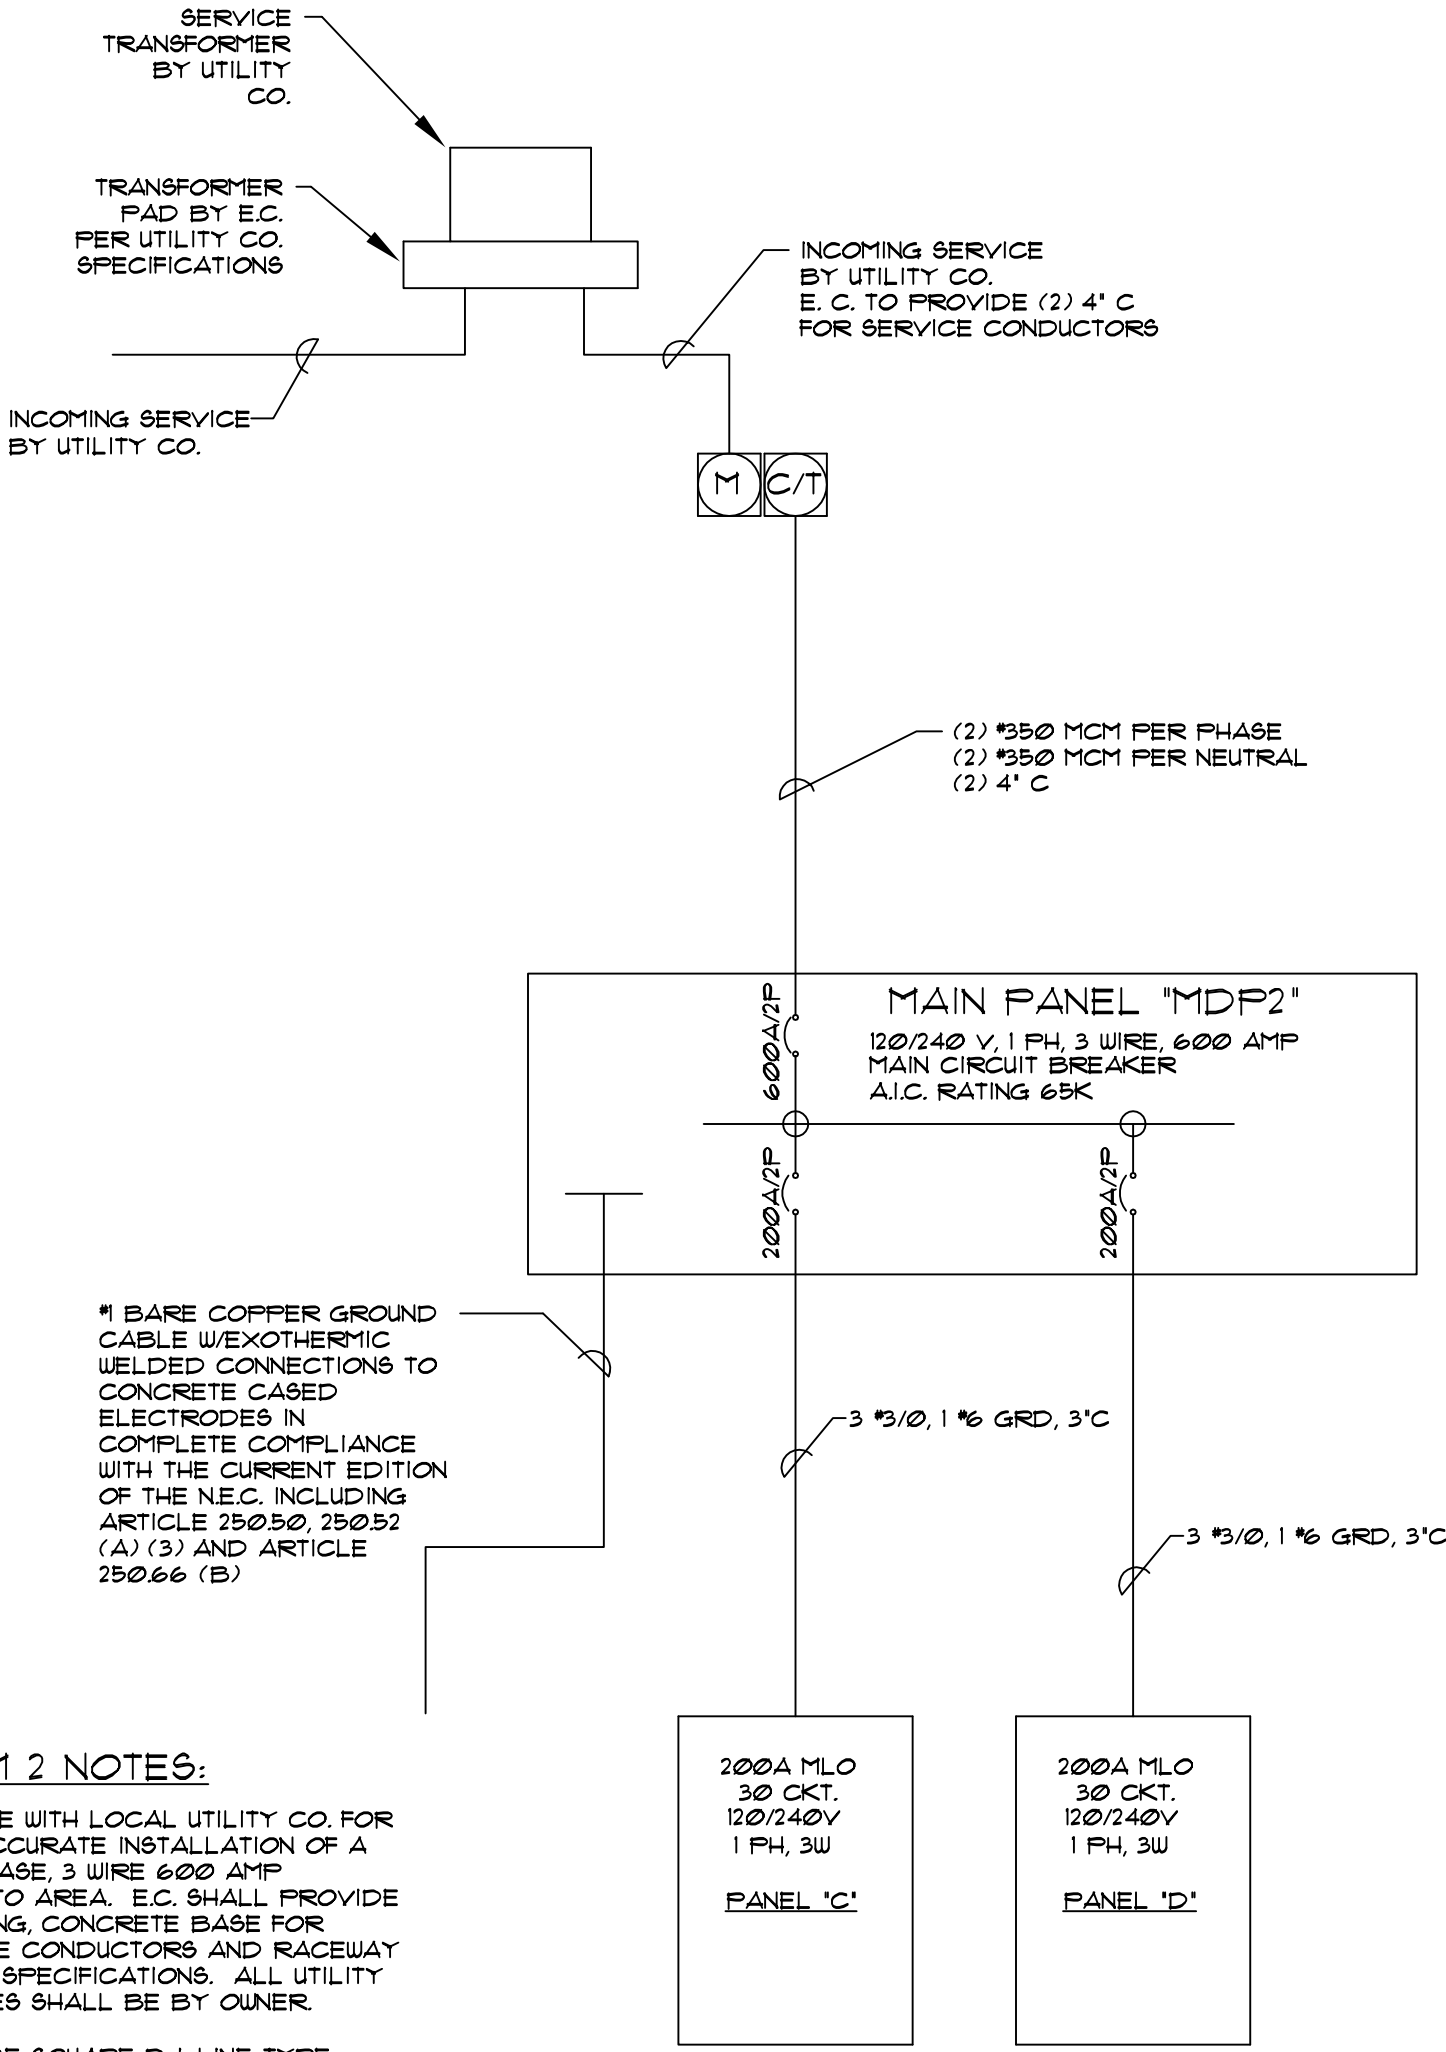 SERVICE
TRANSFORMER
BY UTILITY
CO.
TRANSFORMER
PAD BY E.C.
PER UTILITY CO.
SPECIFICATIONS
INCOMING SERVICE
BY UTILITY CO.
E. C. TO PROVIDE (2) 4" C
FOR SERVICE CONDUCTORS
INCOMING SERVICE
BY UTILITY CO.
M C/T
(2) #350 MCM PER PHASE
(2) #350 MCM PER NEUTRAL
(2) 4" C
MAIN PANEL "MDP2"
120/240 V, 1 PH, 3 WIRE, 600 AMP
MAIN CIRCUIT BREAKER
A.I.C. RATING 65K
600A/2P
200A/2P
200A/2P
#1 BARE COPPER GROUND
CABLE W/EXOTHERMIC
WELDED CONNECTIONS TO
CONCRETE CASED
ELECTRODES IN
COMPLETE COMPLIANCE
WITH THE CURRENT EDITION
OF THE N.E.C. INCLUDING
ARTICLE 250.50, 250.52
(A) (3) AND ARTICLE
250.66 (B)
3 #3/0, 1 #6 GRD, 3"C
3 #3/0, 1 #6 GRD, 3"C
200A MLO
30 CKT.
120/240V
1 PH, 3W
PANEL "C"
200A MLO
30 CKT.
120/240V
1 PH, 3W
PANEL "D"
2 NOTES:
WITH LOCAL UTILITY CO. FOR
INSTALLATION OF A
3 WIRE 600 AMP
TO AREA. E.C. SHALL PROVIDE
CONCRETE BASE FOR
CONDUCTORS AND RACEWAY
SPECIFICATIONS. ALL UTILITY
SHALL BE BY OWNER.